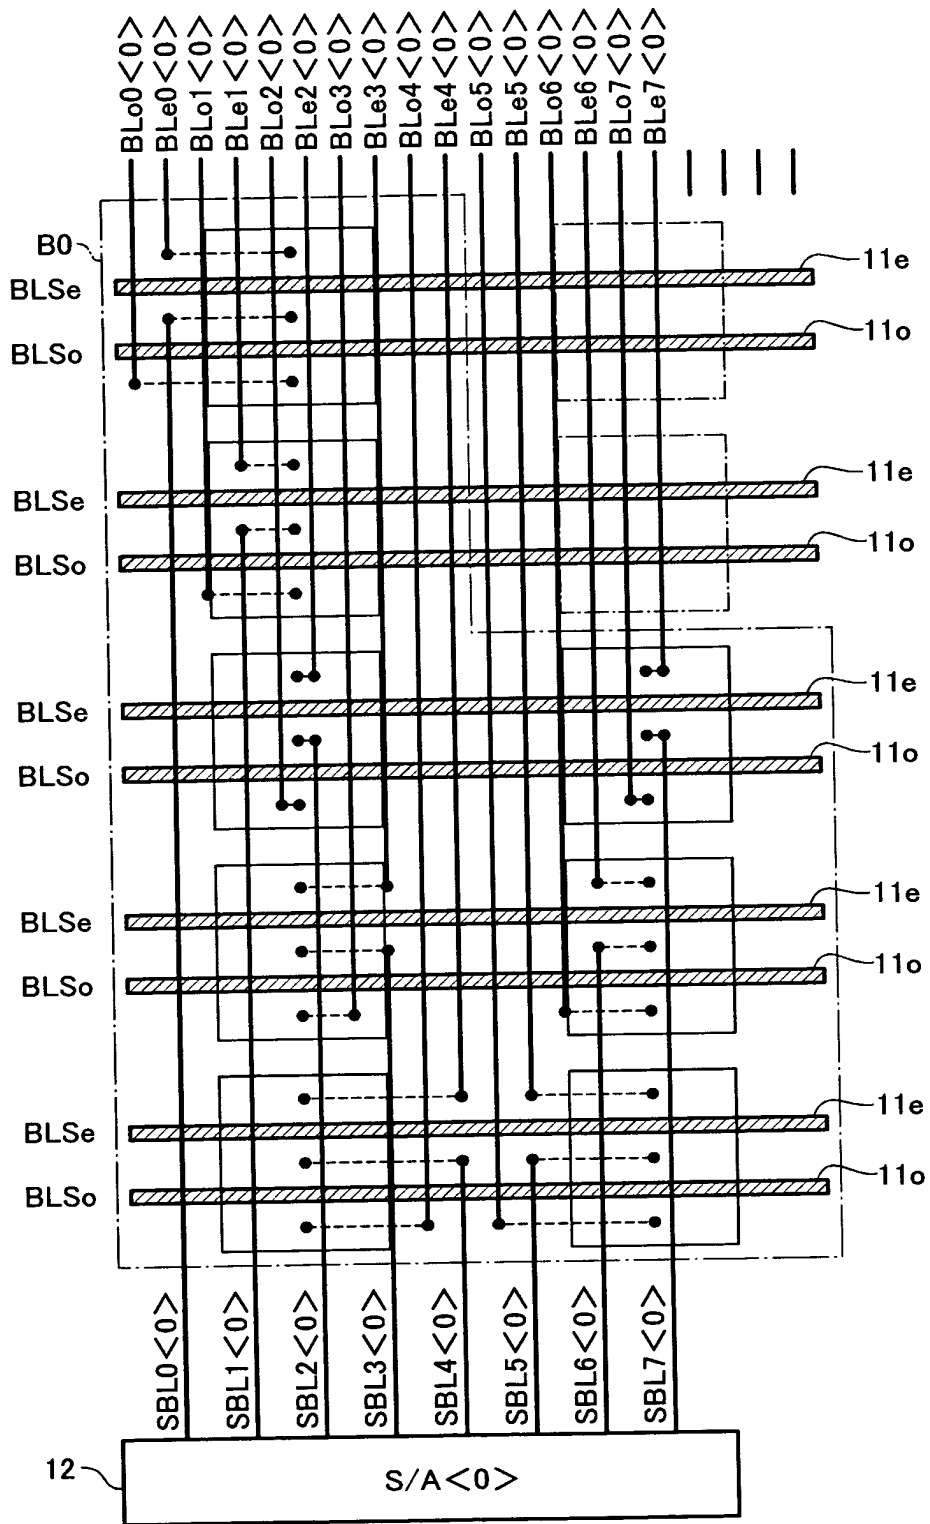 BLo0<0>
BLe0<0>
BLo1<0>
BLe1<0>
BLo2<0>
BLe2<0>
BLo3<0>
BLe3<0>
BLo4<0>
BLe4<0>
BLo5<0>
BLe5<0>
BLo6<0>
BLe6<0>
BLo7<0>
BLe7<0>
B0
BLSe
11e
BLSo
11o
BLSe
11e
BLSo
11o
BLSe
11e
BLSo
11o
BLSe
11e
BLSo
11o
BLSe
11e
BLSo
11o
SBL0<0>
SBL1<0>
SBL2<0>
SBL3<0>
SBL4<0>
SBL5<0>
SBL6<0>
SBL7<0>
12
S/A<0>